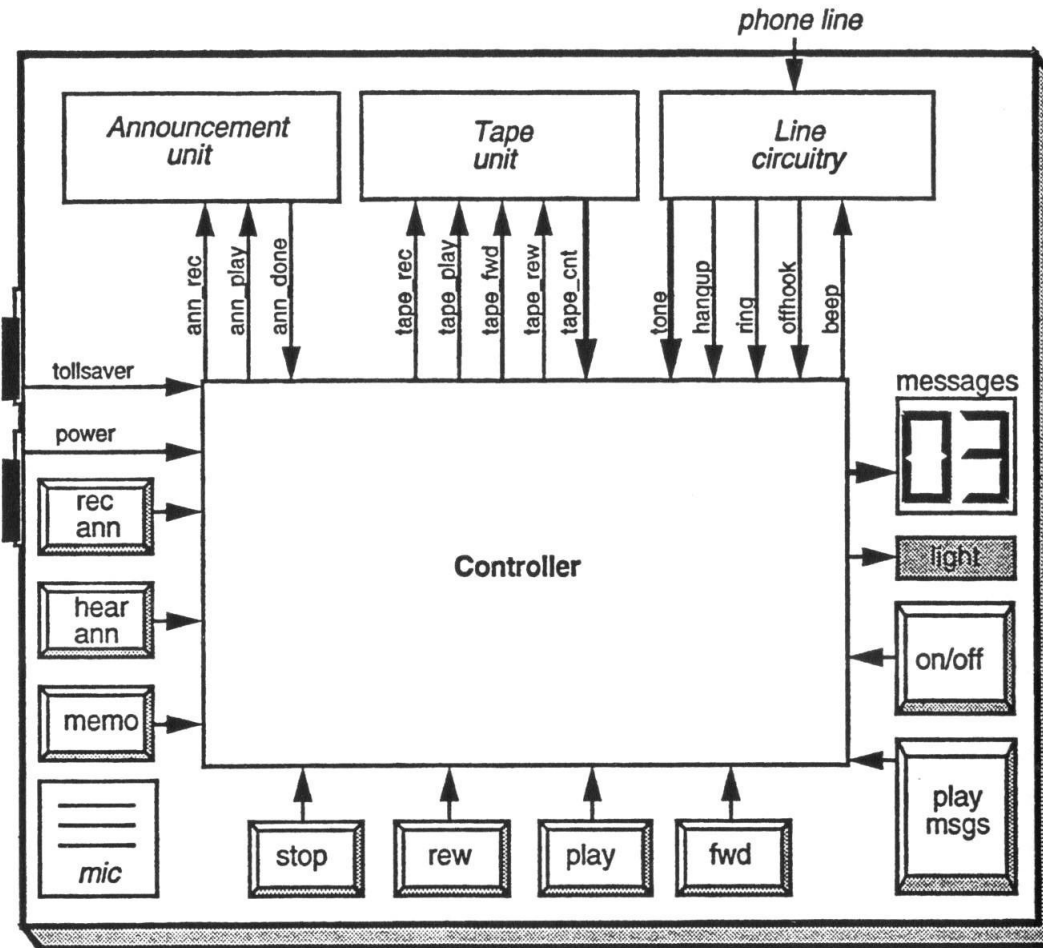 phone line
Announcement
unit
Tape
unit
Line
circuitry
ann_rec
ann_play
ann_done
tape_rec
tape_play
tape_fwd
tape_rew
tape_cnt
tone
hangup
ring
offhook
beep
tollsaver
messages
03
power
rec
ann
light
Controller
hear
ann
on/off
memo
play
msgs
mic
stop
rew
play
fwd